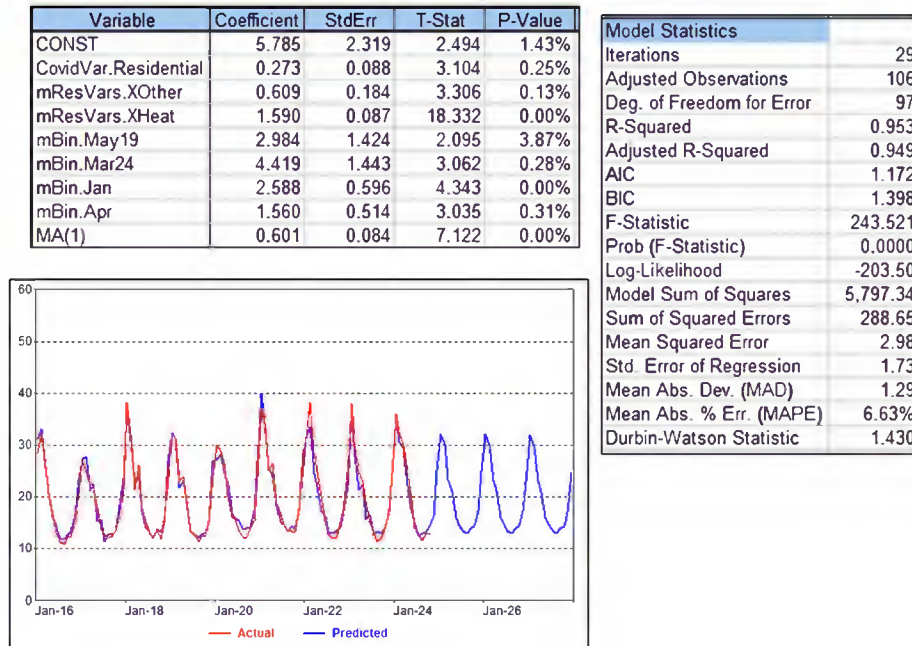 Variable Coefficient StdErr T-Stat P-Value
CONST 5.785 2.319 2.494 1.43%
CovidVar.Residential 0.273 0.088 3.104 0.25%
mResVars.XOther 0.609 0.184 3.306 0.13%
mResVars.XHeat 1.590 0.087 18.332 0.00%
mBin.May19 2.984 1.424 2.095 3.87%
mBin.Mar24 4.419 1.443 3.062 0.28%
mBin.Jan 2.588 0.596 4.343 0.00%
mBin.Apr 1.560 0.514 3.035 0.31%
MA(1) 0.601 0.084 7.122 0.00%
Model Statistics
Iterations 29
Adjusted Observations 106
Deg. of Freedom for Error 97
R-Squared 0.953
Adjusted R-Squared 0.949
AIC 1.172
BIC 1.398
F-Statistic 243.521
Prob (F-Statistic) 0.0000
Log-Likelihood -203.50
Model Sum of Squares 5,797.34
Sum of Squared Errors 288.65
Mean Squared Error 2.98
Std. Error of Regression 1.73
Mean Abs. Dev. (MAD) 1.29
Mean Abs. % Err. (MAPE) 6.63%
Durbin-Watson Statistic 1.430
60
50
40
30
20
10
0
Jan-16 Jan-18 Jan-20 Jan-22 Jan-24 Jan-26
Actual Predicted